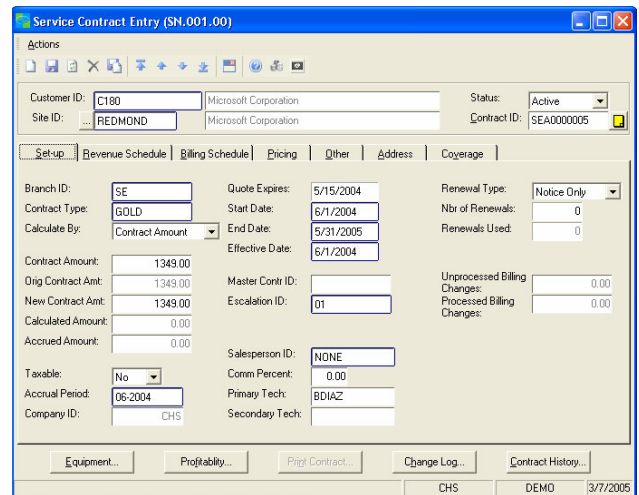 Service Contract Entry (SN.001.00)
Actions
Customer ID: C180 Microsoft Corporation Status: Active
Site ID: ... REDMOND Microsoft Corporation Contract ID: SEA0000005
Set-up Revenue Schedule Billing Schedule Pricing Other Address Coverage
Branch ID: SE Quote Expires: 5/15/2004 Renewal Type: Notice Only
Contract Type: GOLD Start Date: 6/1/2004 Nbr of Renewals: 0
Calculate By: Contract Amount End Date: 5/31/2005 Renewals Used: 0
Effective Date: 6/1/2004
Contract Amount: 1349.00
Orig Contract Amt: 1349.00 Master Contr ID: Unprocessed Billing Changes: 0.00
New Contract Amt: 1349.00 Escalation ID: 01 Processed Billing Changes: 0.00
Calculated Amount: 0.00
Accrued Amount: 0.00
Salesperson ID: NONE
Taxable: No Comm Percent: 0.00
Accrual Period: 06-2004 Primary Tech: BDIAZ
Company ID: CHS Secondary Tech:
Equipment... Profitablity... Print Contract... Change Log... Contract History...
CHS DEMO 3/7/2005